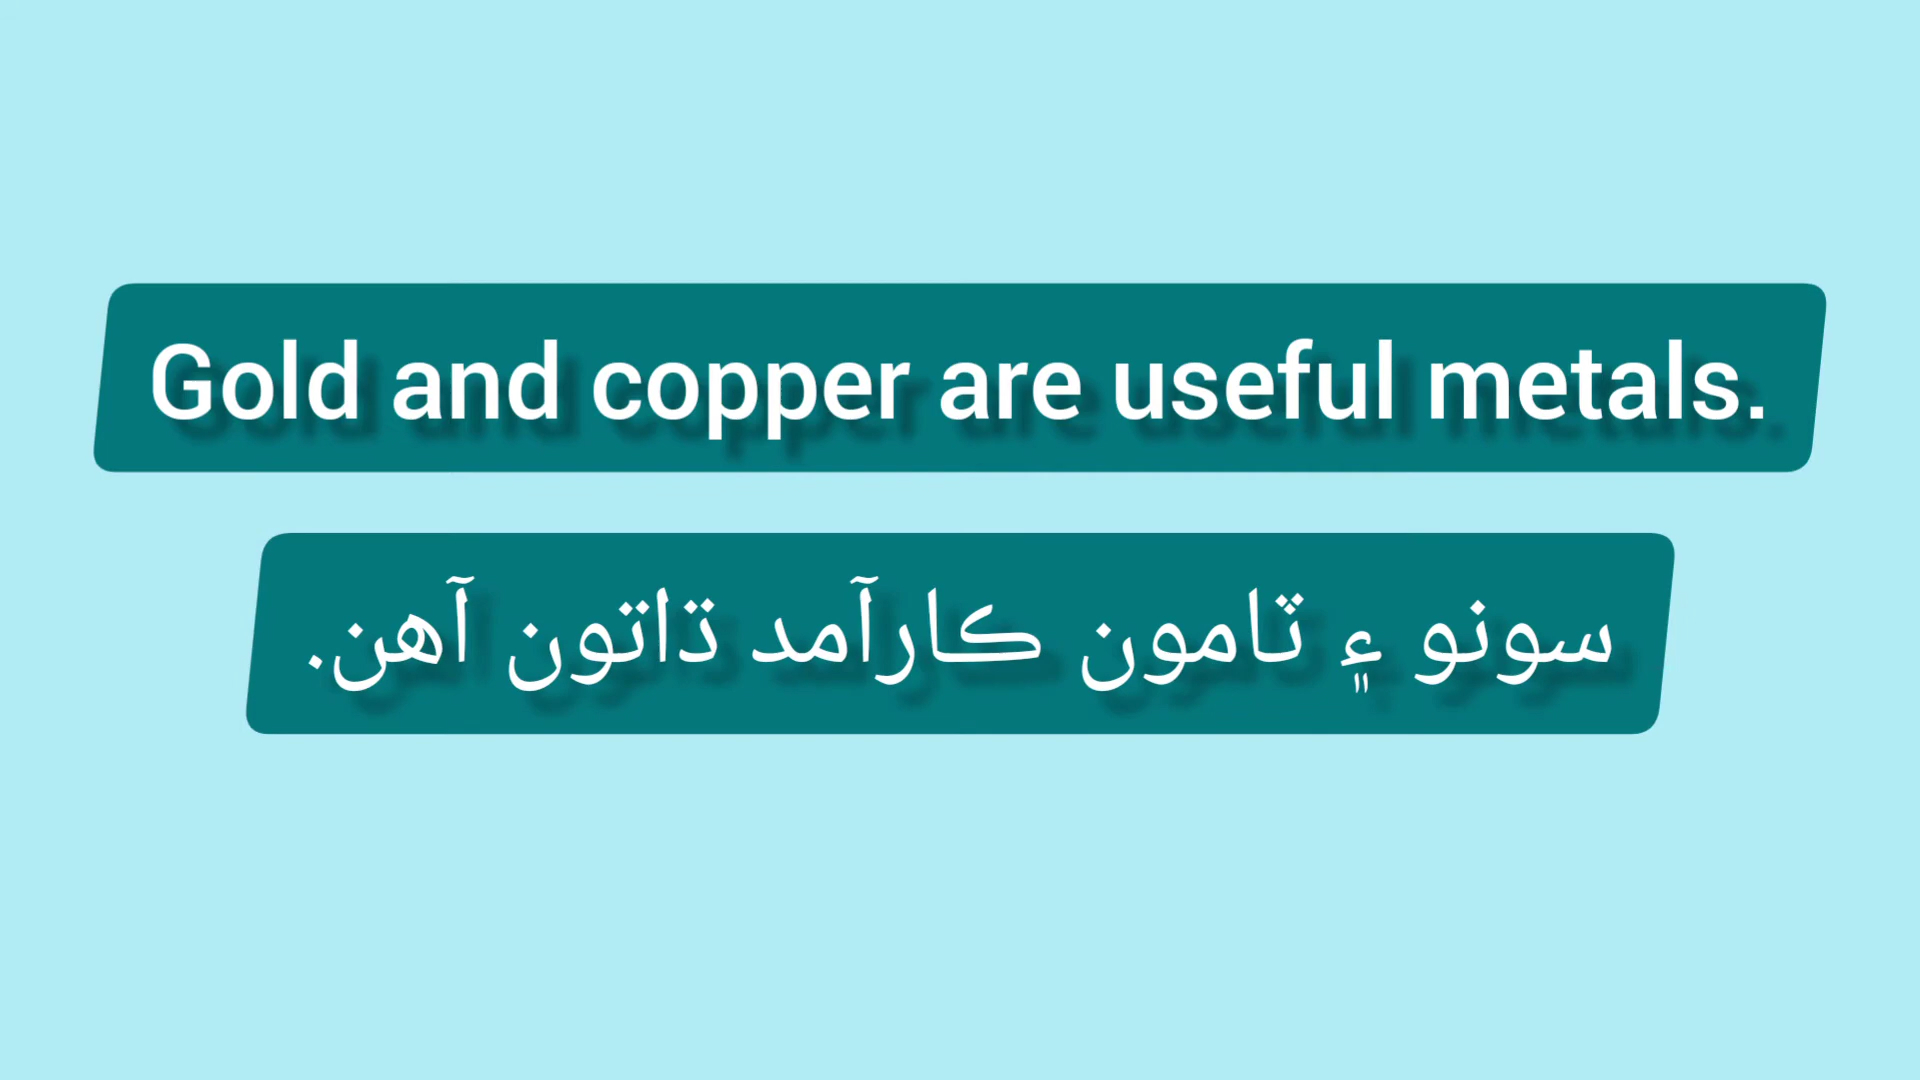 Gold and copper are useful metals.
سونو ۽ ٽامون ڪارآمد ڌاتون آهن.